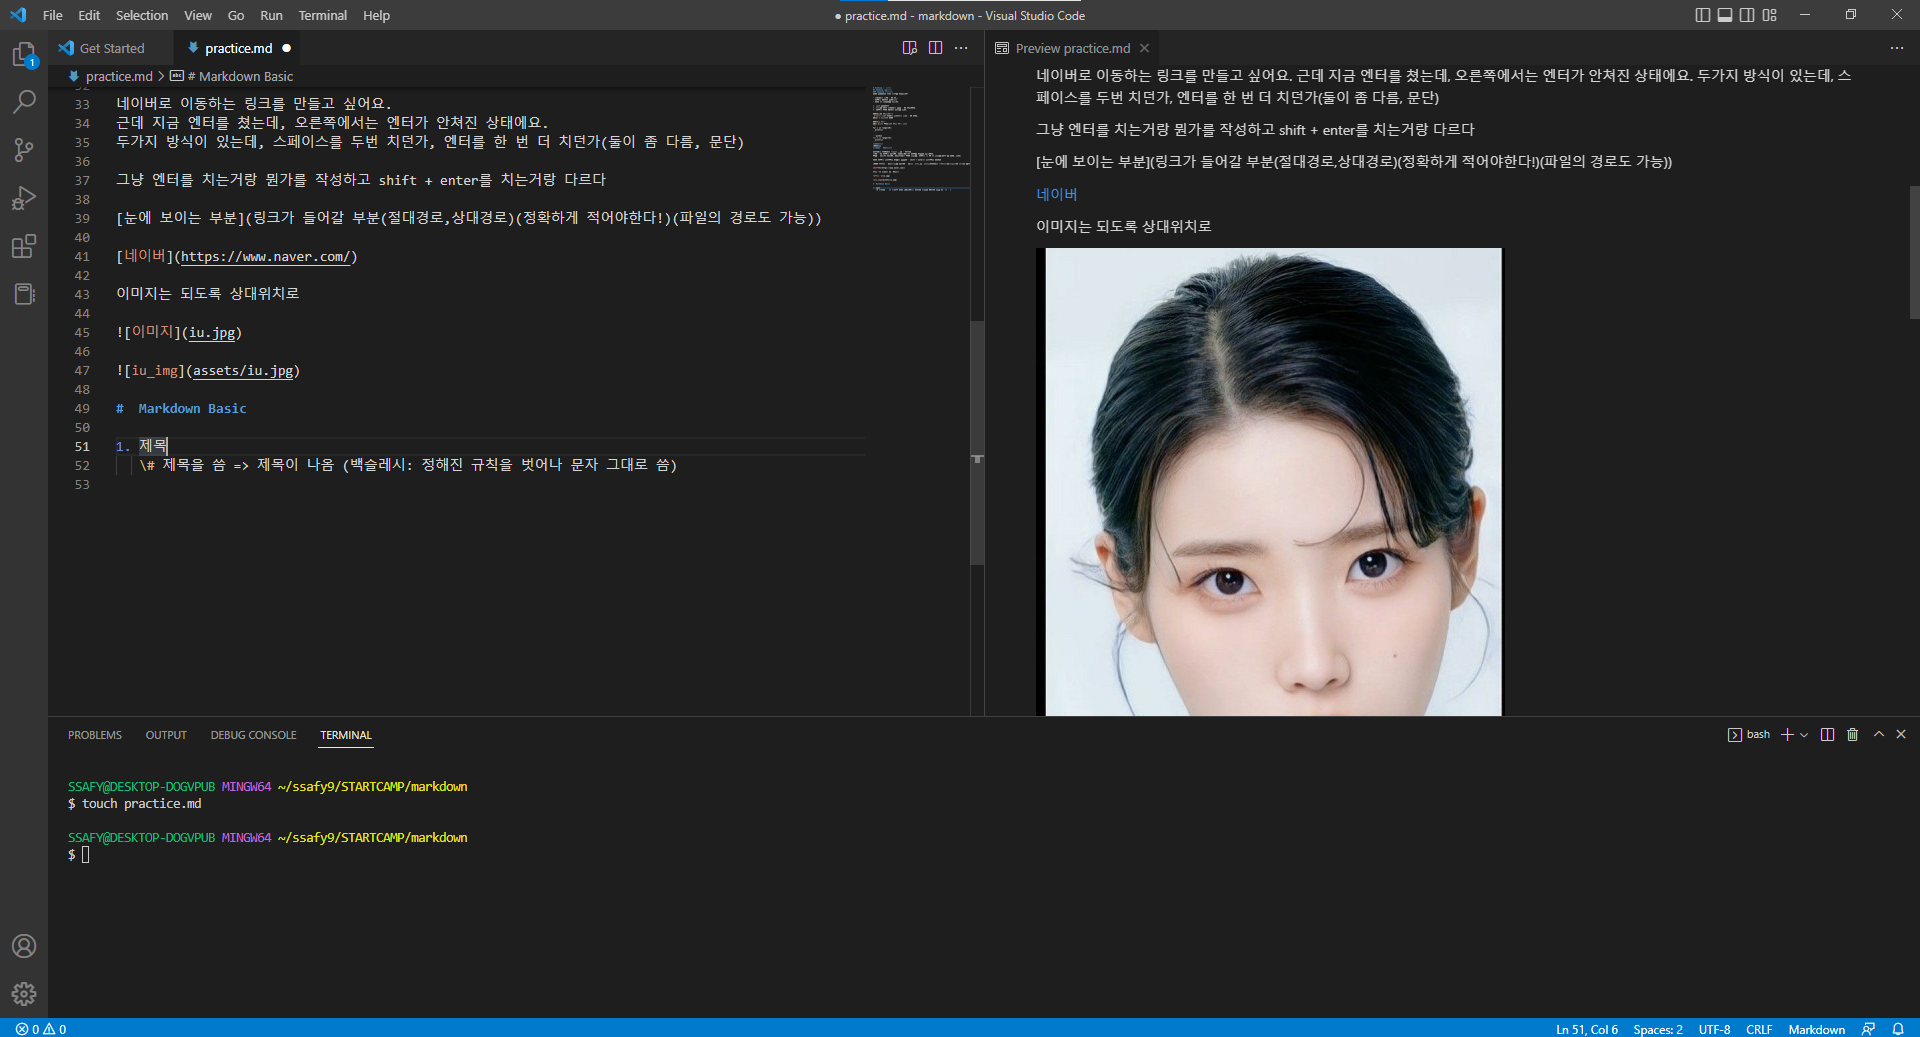 File Edit Selection View Go Run Terminal Help
● practice.md - markdown - Visual Studio Code
1
Get Started
practice.md ●
practice.md > # Markdown Basic
32
33 네이버로 이동하는 링크를 만들고 싶어요.
34 근데 지금 엔터를 쳤는데, 오른쪽에서는 엔터가 안쳐진 상태에요.
35 두가지 방식이 있는데, 스페이스를 두번 치던가, 엔터를 한 번 더 치던가(둘이 좀 다름, 문단)
36
37 그냥 엔터를 치는거랑 뭔가를 작성하고 shift + enter를 치는거랑 다르다
38
39 [눈에 보이는 부분](링크가 들어갈 부분(절대경로,상대경로)(정확하게 적어야한다!)(파일의 경로도 가능))
40
41 [네이버](https://www.naver.com/)
42
43 이미지는 되도록 상대위치로
44
45 ![이미지](iu.jpg)
46
47 ![iu_img](assets/iu.jpg)
48
49 #  Markdown Basic
50
51 1. 제목
52 \# 제목을 씀 => 제목이 나옴 (백슬레시: 정해진 규칙을 벗어나 문자 그대로 씀)
53
Preview practice.md
네이버로 이동하는 링크를 만들고 싶어요. 근데 지금 엔터를 쳤는데, 오른쪽에서는 엔터가 안쳐진 상태에요. 두가지 방식이 있는데, 스
페이스를 두번 치던가, 엔터를 한 번 더 치던가(둘이 좀 다름, 문단)
그냥 엔터를 치는거랑 뭔가를 작성하고 shift + enter를 치는거랑 다르다
[눈에 보이는 부분](링크가 들어갈 부분(절대경로,상대경로)(정확하게 적어야한다!)(파일의 경로도 가능))
네이버
이미지는 되도록 상대위치로
PROBLEMS OUTPUT DEBUG CONSOLE TERMINAL
bash
SSAFY@DESKTOP-DOGVPUB MINGW64 ~/ssafy9/STARTCAMP/markdown
$ touch practice.md
SSAFY@DESKTOP-DOGVPUB MINGW64 ~/ssafy9/STARTCAMP/markdown
$
0 0
Ln 51, Col 6 Spaces: 2 UTF-8 CRLF Markdown